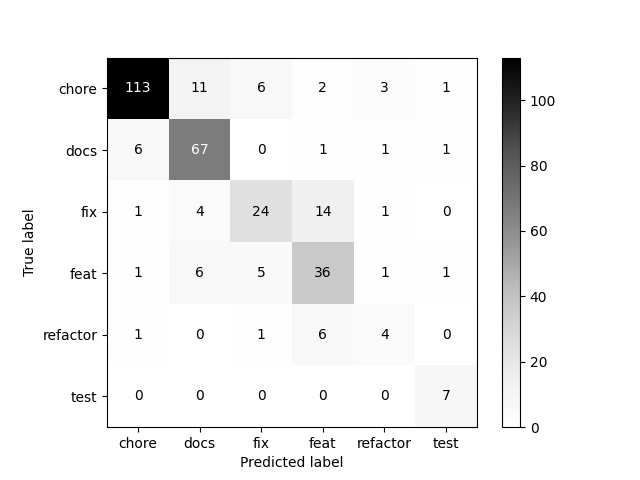 chore 113 11 6 2 3 1
docs 6 67 0 1 1 1
fix 1 4 24 14 1 0
feat 1 6 5 36 1 1
refactor 1 0 1 6 4 0
test 0 0 0 0 0 7
chore docs fix feat refactor test
Predicted label
True label
100
80
60
40
20
0